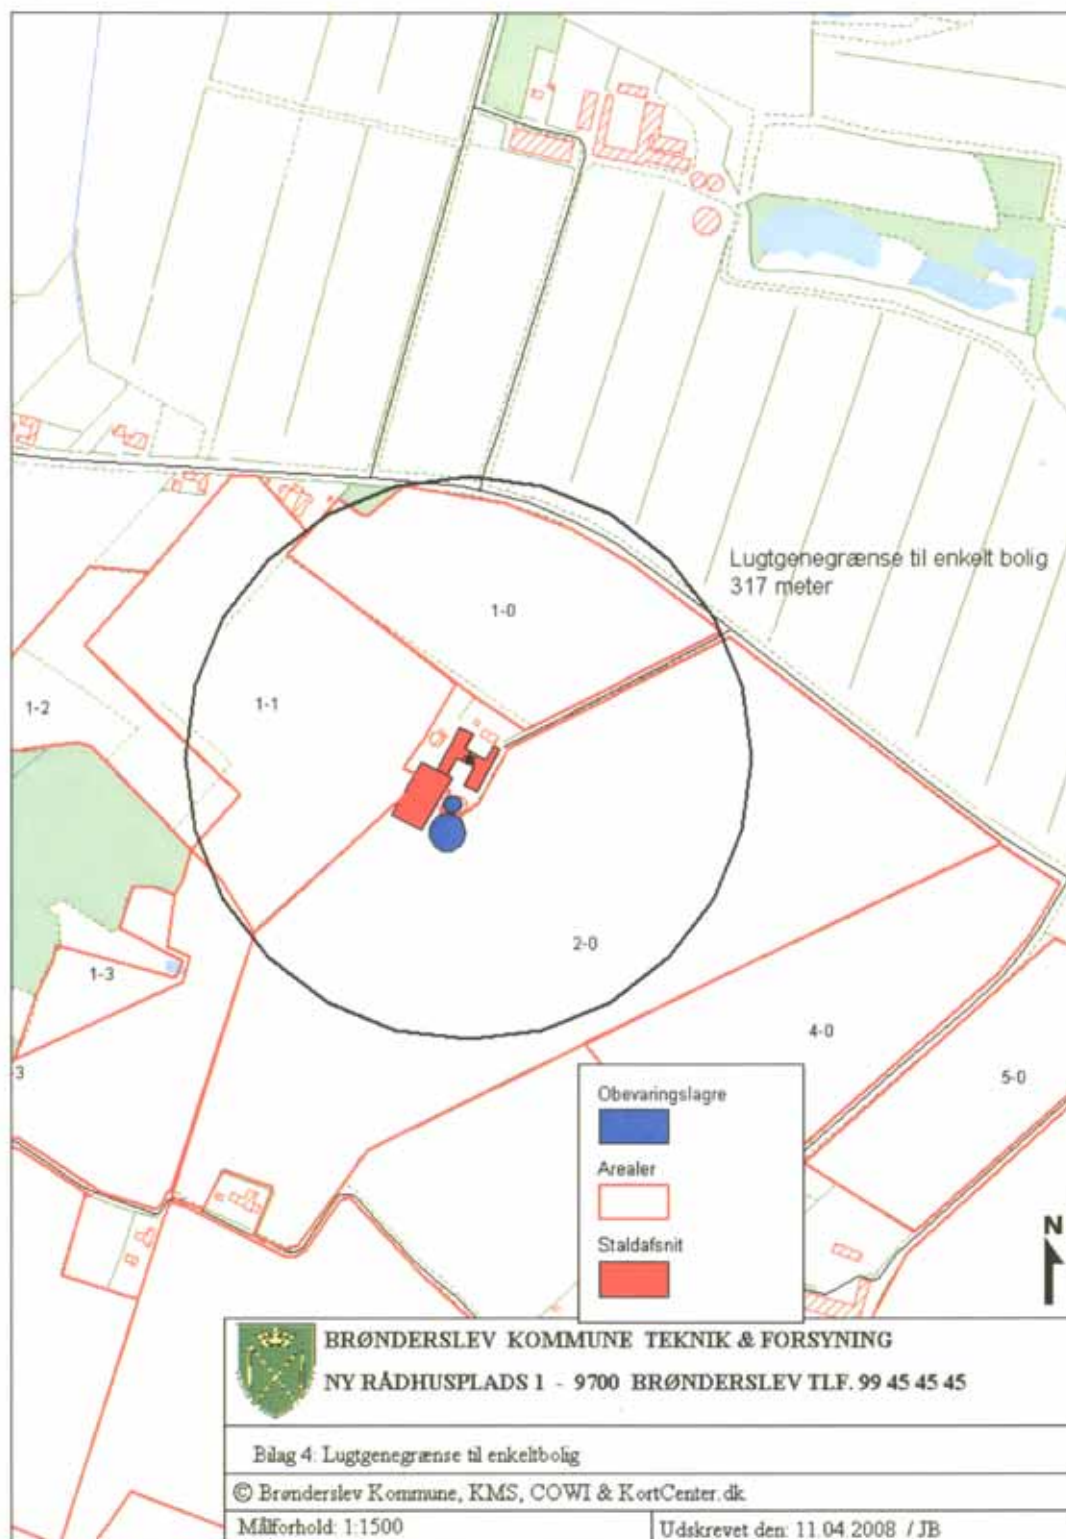 Lugtgenegrænse til enkelt bolig
317 meter
1-0
1-1
1-2
2-0
1-3
3
4-0
5-0
Obevaringslagre
Arealer
Staldafsnit
N
BRØNDERSLEV KOMMUNE TEKNIK & FORSYNING
NY RÅDHUSPLADS 1 - 9700 BRØNDERSLEV TLF. 99 45 45 45
Bilag 4: Lugtgenegrænse til enkeltbolig
© Brønderslev Kommune, KMS, COWI & KortCenter.dk
Målforhold: 1:1500
Udskrevet den: 11.04.2008 / JB